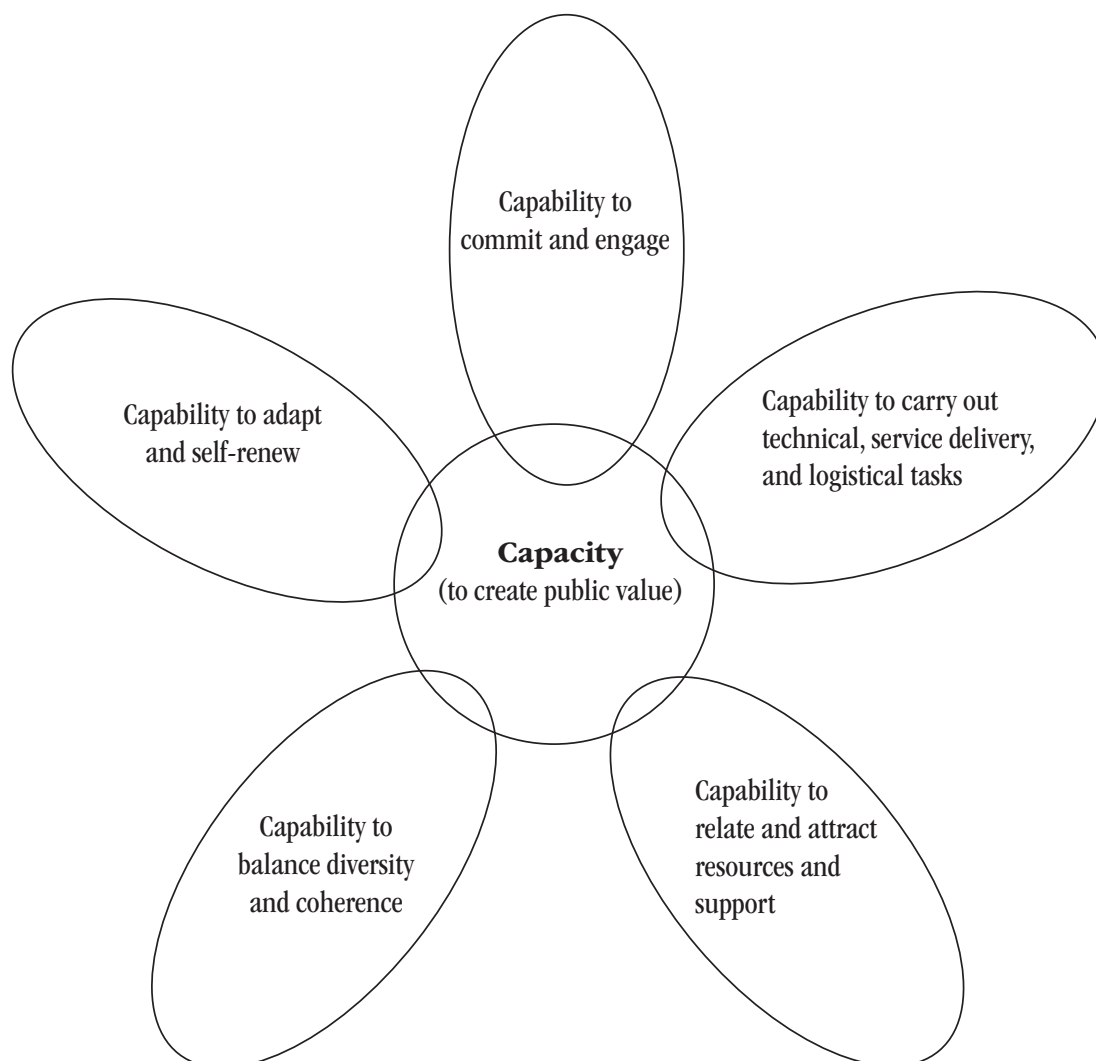 Capability to
commit and engage
Capability to adapt
and self-renew
Capability to carry out
technical, service delivery,
and logistical tasks
Capacity
(to create public value)
Capability to
balance diversity
and coherence
Capability to
relate and attract
resources and
support